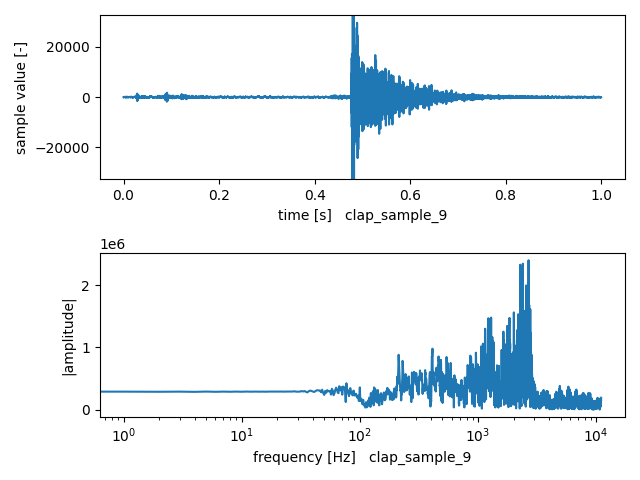 20000
0
−20000
sample value [-]
0.0 0.2 0.4 0.6 0.8 1.0
time [s]   clap_sample_9
1e6
2
1
0
|amplitude|
10⁰ 10¹ 10² 10³ 10⁴
frequency [Hz]   clap_sample_9